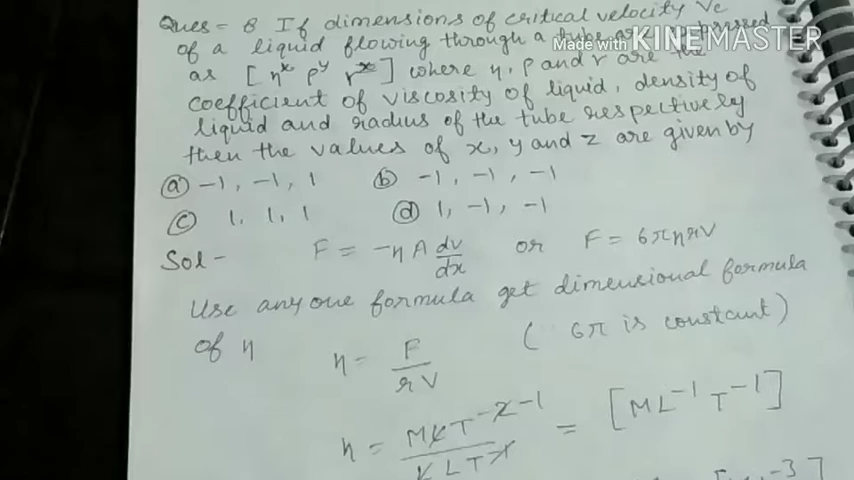 Ques = 8 If dimensions of critical velocity Vc
of a liquid flowing through a tube are
as [η^x ρ^y r^x] where η, ρ and r are the
coefficient of viscosity of liquid, density of
liquid and radius of the tube respectively
then the values of x, y and z are given by
(a) -1, -1, 1 (b) -1, -1, -1
(c) 1, 1, 1 (d) 1, -1, -1
Sol - F = -η A dv/dx or F = 6πηrV
Use any one formula get dimensional formula
of η ( 6π is constant )
η = F/rV
η = MLT^-2-1/LLT^-1 = [ML^-1 T^-1]
-3]
Made with KINEMASTER